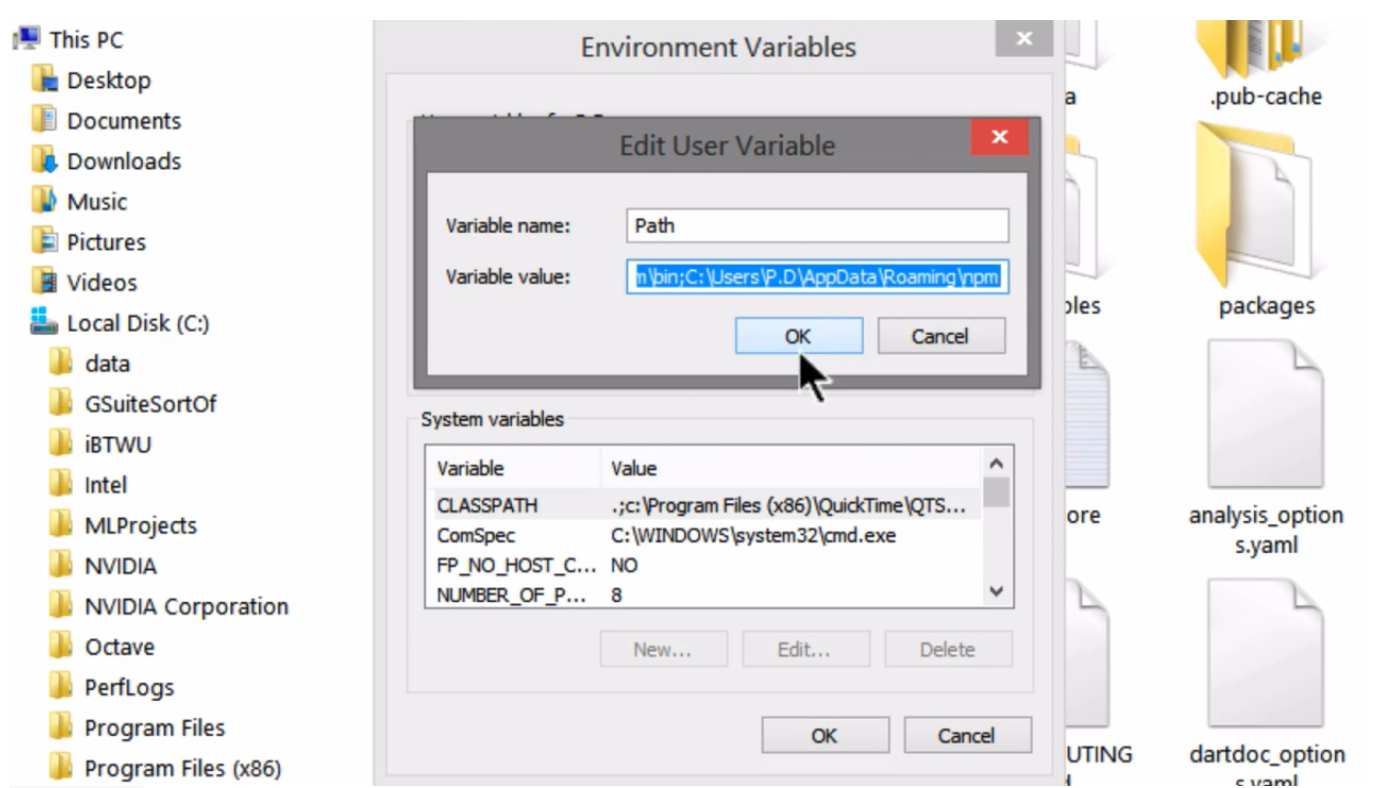 This PC
Desktop
Documents
Downloads
Music
Pictures
Videos
Local Disk (C:)
data
GSuiteSortOf
iBTWU
Intel
MLProjects
NVIDIA
NVIDIA Corporation
Octave
PerfLogs
Program Files
Program Files (x86)
Environment Variables
Edit User Variable
Variable name:
Path
Variable value:
n\bin;C:\Users\P.D\AppData\Roaming\npm
OK
Cancel
System variables
Variable
Value
CLASSPATH
.;c:\Program Files (x86)\QuickTime\QTS...
ComSpec
C:\WINDOWS\system32\cmd.exe
FP_NO_HOST_C...
NO
NUMBER_OF_P...
8
New...
Edit...
Delete
OK
Cancel
a
.pub-cache
bles
packages
ore
analysis_option
s.yaml
UTING
dartdoc_option
s.yaml